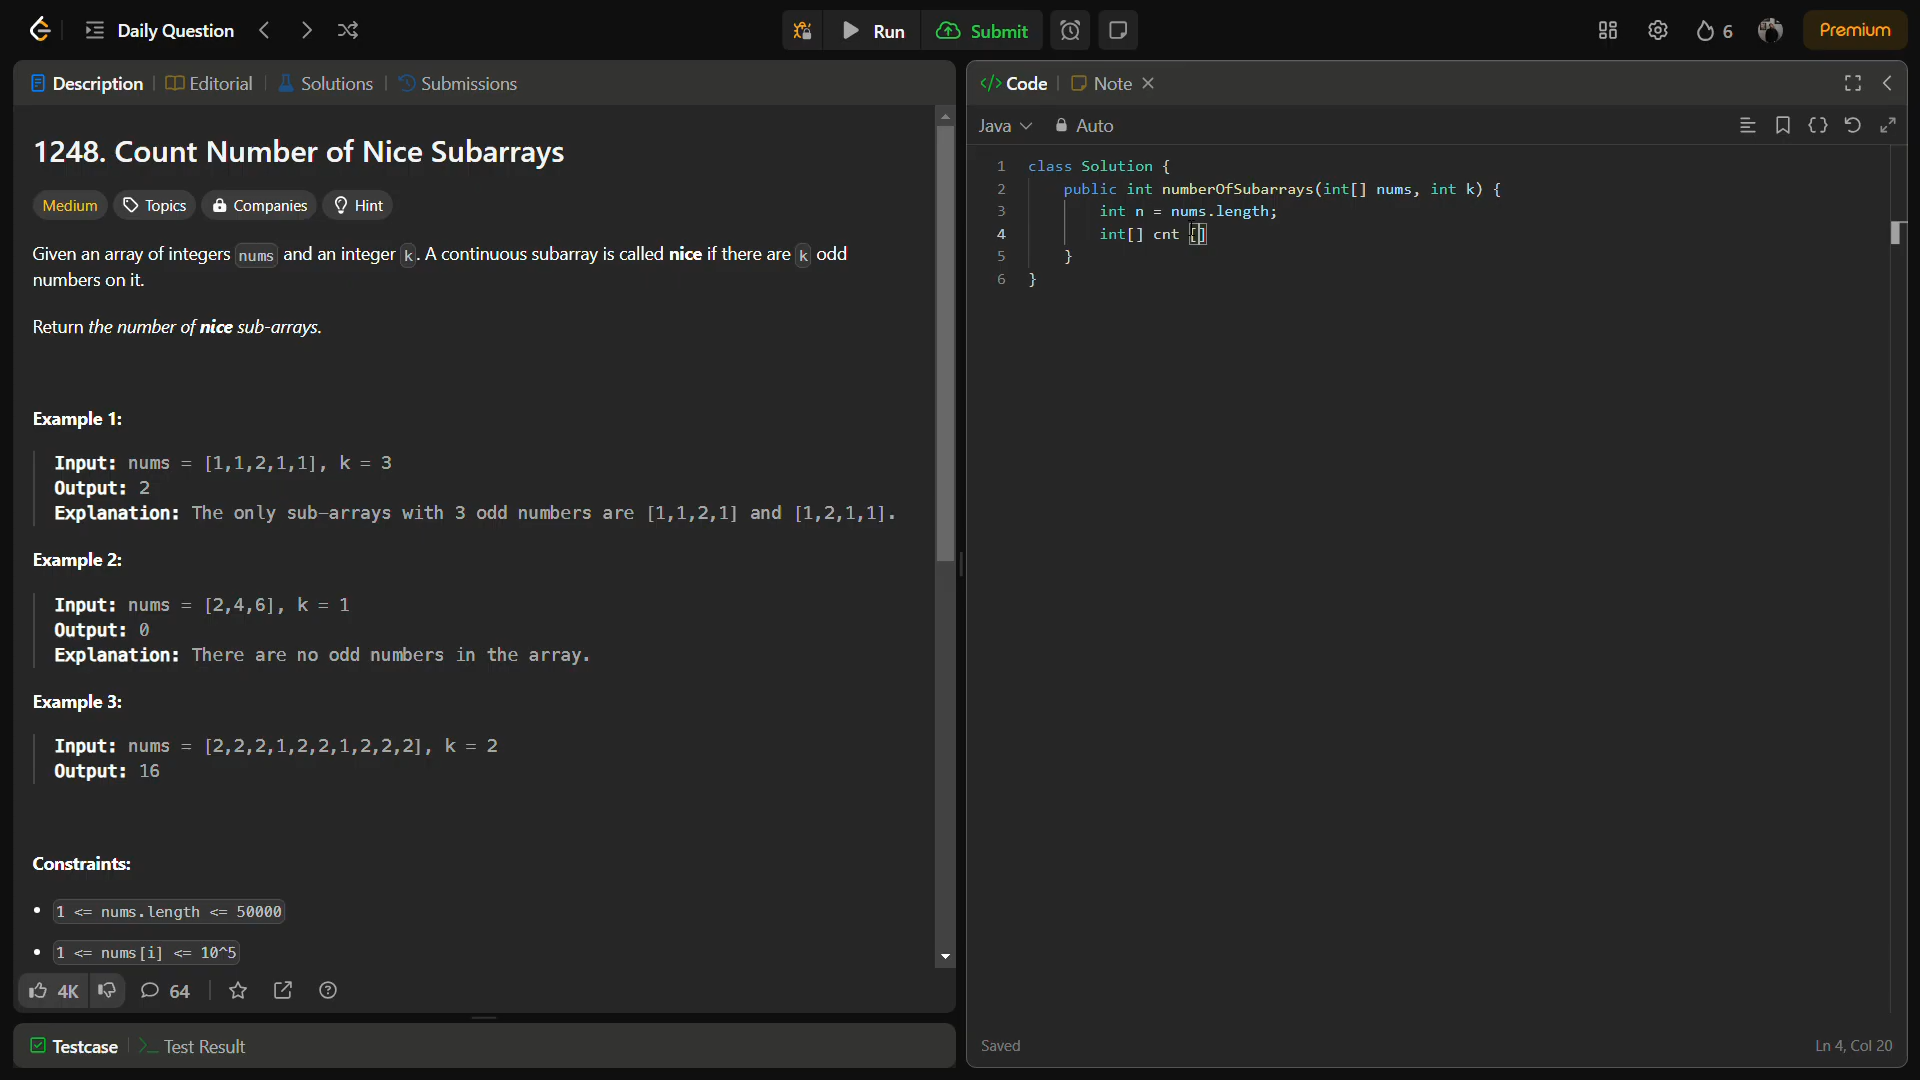 Daily Question
Run
Submit
6
Premium
Description
Editorial
Solutions
Submissions
1248. Count Number of Nice Subarrays
Medium
Topics
Companies
Hint
Given an array of integers nums and an integer k. A continuous subarray is called nice if there are k odd
numbers on it.
Return the number of nice sub-arrays.
Example 1:
Input: nums = [1,1,2,1,1], k = 3
Output: 2
Explanation: The only sub-arrays with 3 odd numbers are [1,1,2,1] and [1,2,1,1].
Example 2:
Input: nums = [2,4,6], k = 1
Output: 0
Explanation: There are no odd numbers in the array.
Example 3:
Input: nums = [2,2,2,1,2,2,1,2,2,2], k = 2
Output: 16
Constraints:
1 <= nums.length <= 50000
1 <= nums[i] <= 10^5
4K
64
Testcase
Test Result
Code
Note
Java
Auto
1 class Solution {
2 public int numberOfSubarrays(int[] nums, int k) {
3 int n = nums.length;
4 int[] cnt []
5 }
6 }
Saved
Ln 4, Col 20